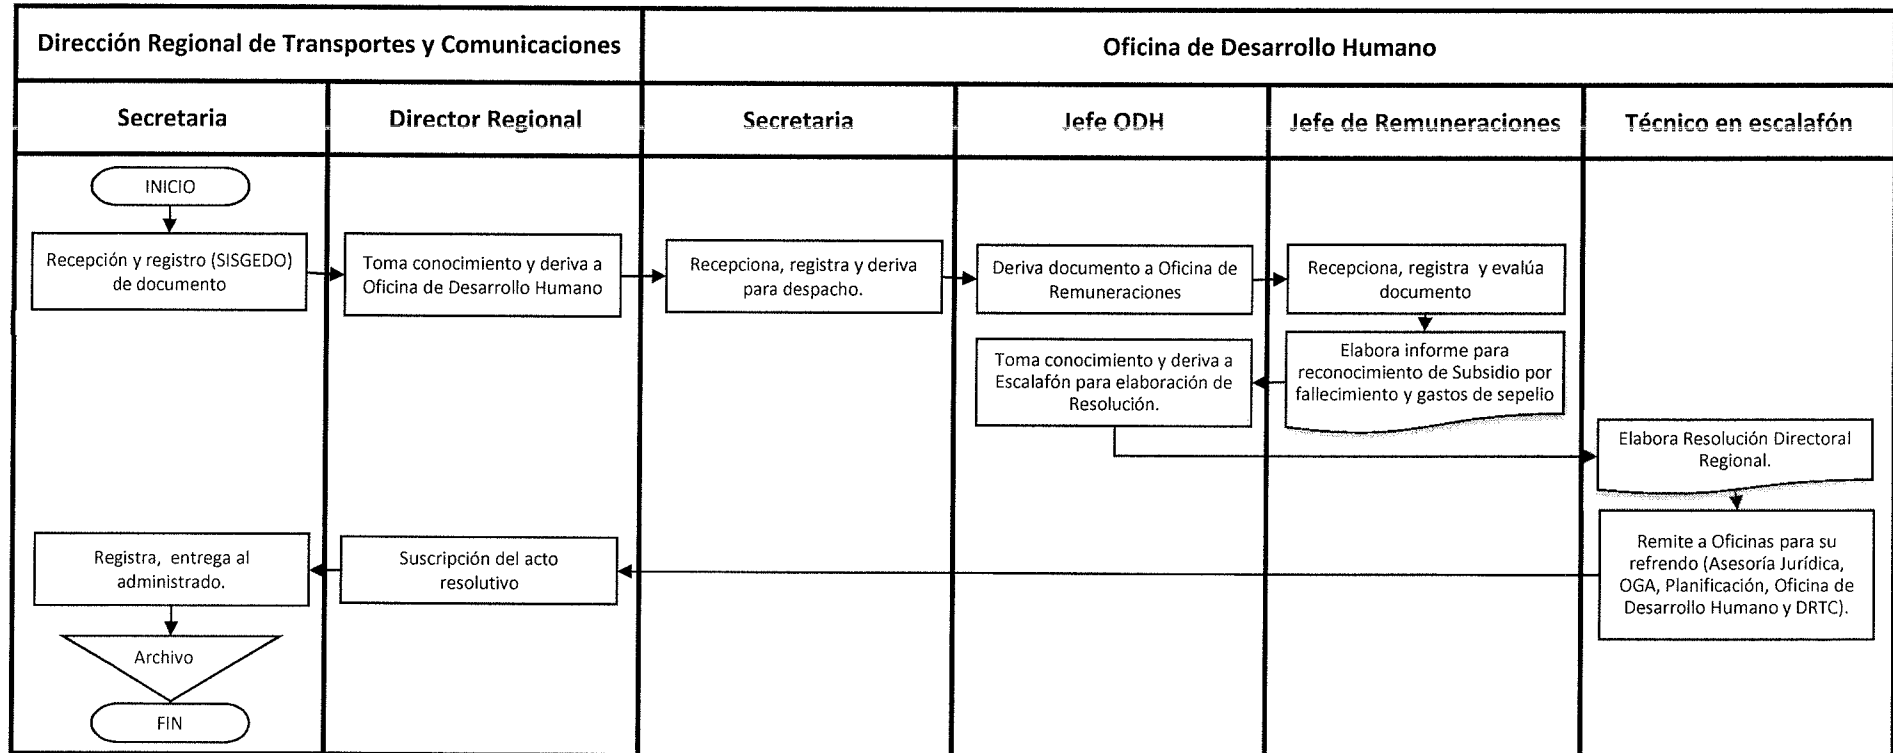 Dirección Regional de Transportes y Comunicaciones
Oficina de Desarrollo Humano
Secretaria
Director Regional
Secretaria
Jefe ODH
Jefe de Remuneraciones
Técnico en escalafón
INICIO
Recepción y registro (SISGEDO)
de documento
Toma conocimiento y deriva a
Oficina de Desarrollo Humano
Recepciona, registra y deriva
para despacho.
Deriva documento a Oficina de
Remuneraciones
Recepciona, registra y evalúa
documento
Elabora informe para
reconocimiento de Subsidio por
fallecimiento y gastos de sepelio
Toma conocimiento y deriva a
Escalafón para elaboración de
Resolución.
Elabora Resolución Directoral
Regional.
Remite a Oficinas para su
refrendo (Asesoría Jurídica,
OGA, Planificación, Oficina de
Desarrollo Humano y DRTC).
Suscripción del acto
resolutivo
Registra, entrega al
administrado.
Archivo
FIN